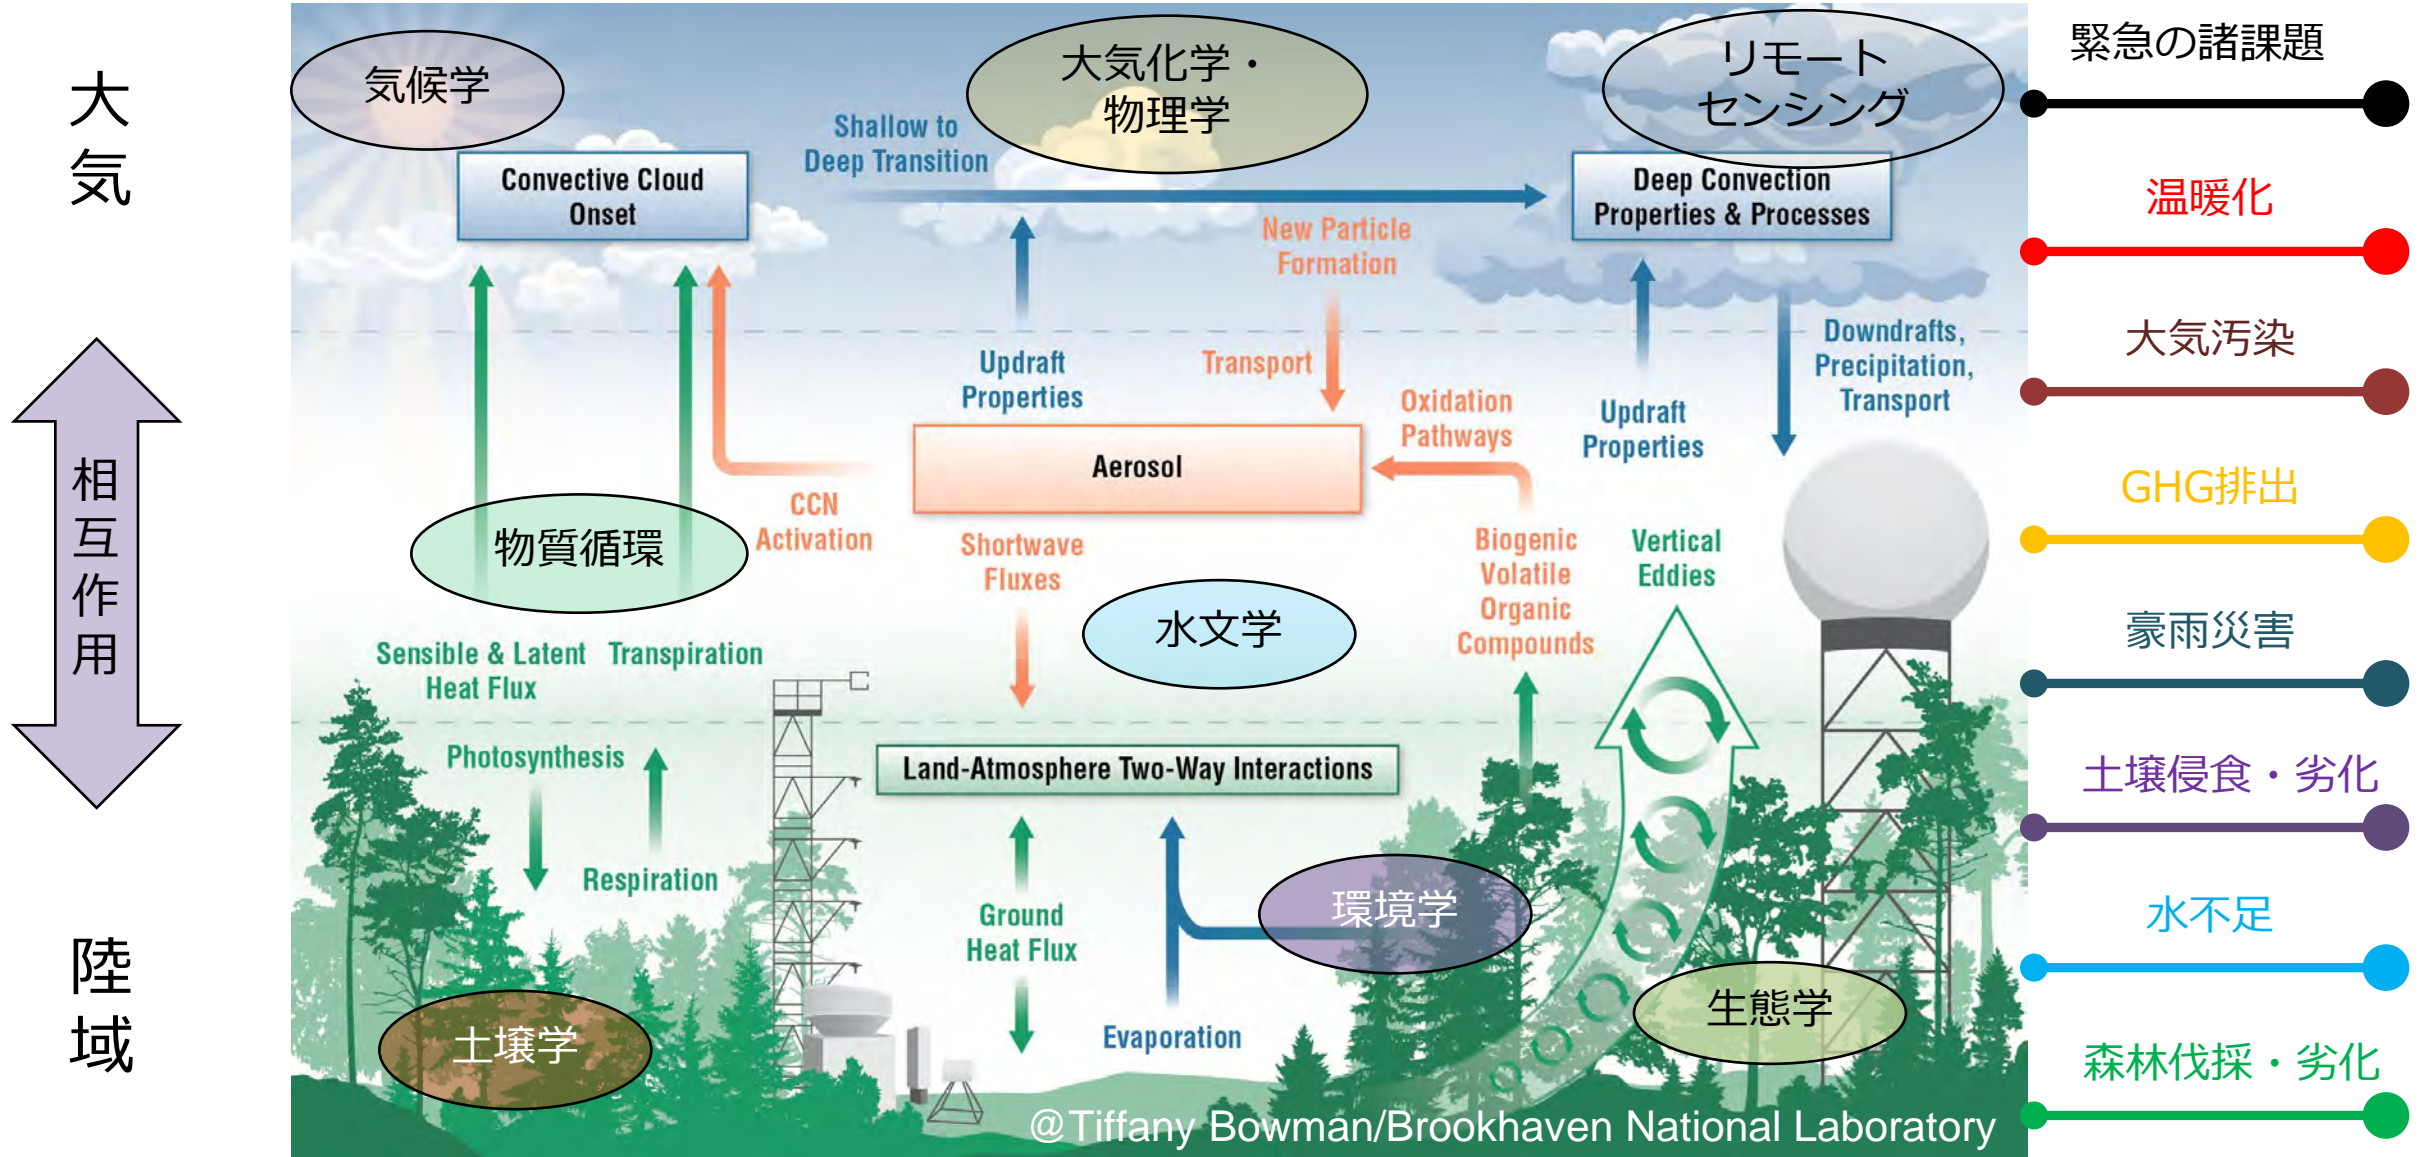 大
気
相
互
作
用
陸
域
気候学
大気化学・
物理学
リモート
センシング
Convective Cloud
Onset
Shallow to
Deep Transition
Deep Convection
Properties & Processes
New Particle
Formation
Updraft
Properties
Transport
Downdrafts,
Precipitation,
Transport
Oxidation
Pathways
Updraft
Properties
Aerosol
CCN
Activation
物質循環
Shortwave
Fluxes
Biogenic
Volatile
Organic
Compounds
Vertical
Eddies
水文学
Sensible & Latent
Heat Flux
Transpiration
Photosynthesis
Respiration
Land-Atmosphere Two-Way Interactions
Ground
Heat Flux
環境学
Evaporation
土壌学
生態学
@Tiffany Bowman/Brookhaven National Laboratory
緊急の諸課題
温暖化
大気汚染
GHG排出
豪雨災害
土壌侵食・劣化
水不足
森林伐採・劣化